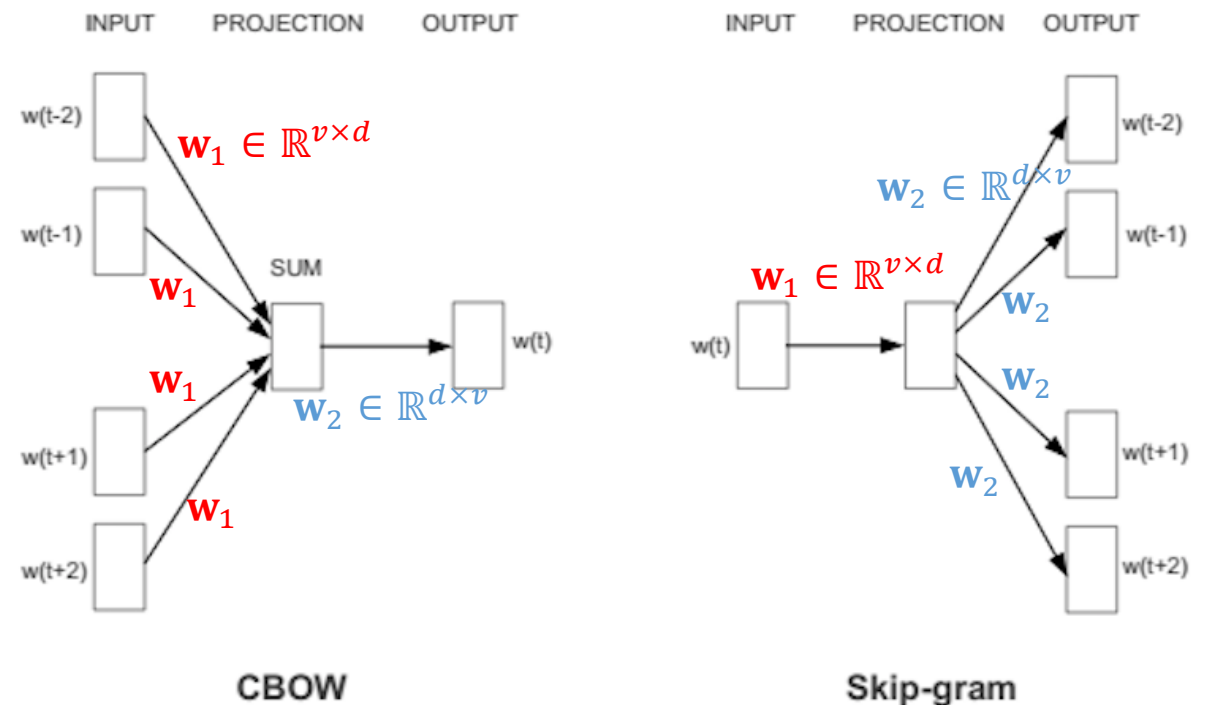 INPUT PROJECTION OUTPUT
w(t-2)
𝐰₁ ∈ ℝ^{v×d}
w(t-1)
𝐰₁
SUM
w(t)
𝐰₁
𝐰₂ ∈ ℝ^{d×v}
w(t+1)
𝐰₁
w(t+2)
CBOW
INPUT PROJECTION OUTPUT
w(t-2)
𝐰₂ ∈ ℝ^{d×v}
w(t-1)
𝐰₁ ∈ ℝ^{v×d}
𝐰₂
w(t)
𝐰₂
w(t+1)
𝐰₂
w(t+2)
Skip-gram